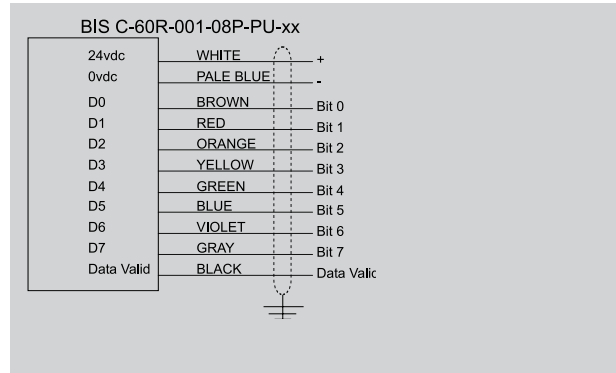 BIS C-60R-001-08P-PU-xx
24vdc WHITE +
0vdc PALE BLUE -
D0 BROWN Bit 0
D1 RED Bit 1
D2 ORANGE Bit 2
D3 YELLOW Bit 3
D4 GREEN Bit 4
D5 BLUE Bit 5
D6 VIOLET Bit 6
D7 GRAY Bit 7
Data Valid BLACK Data Valid